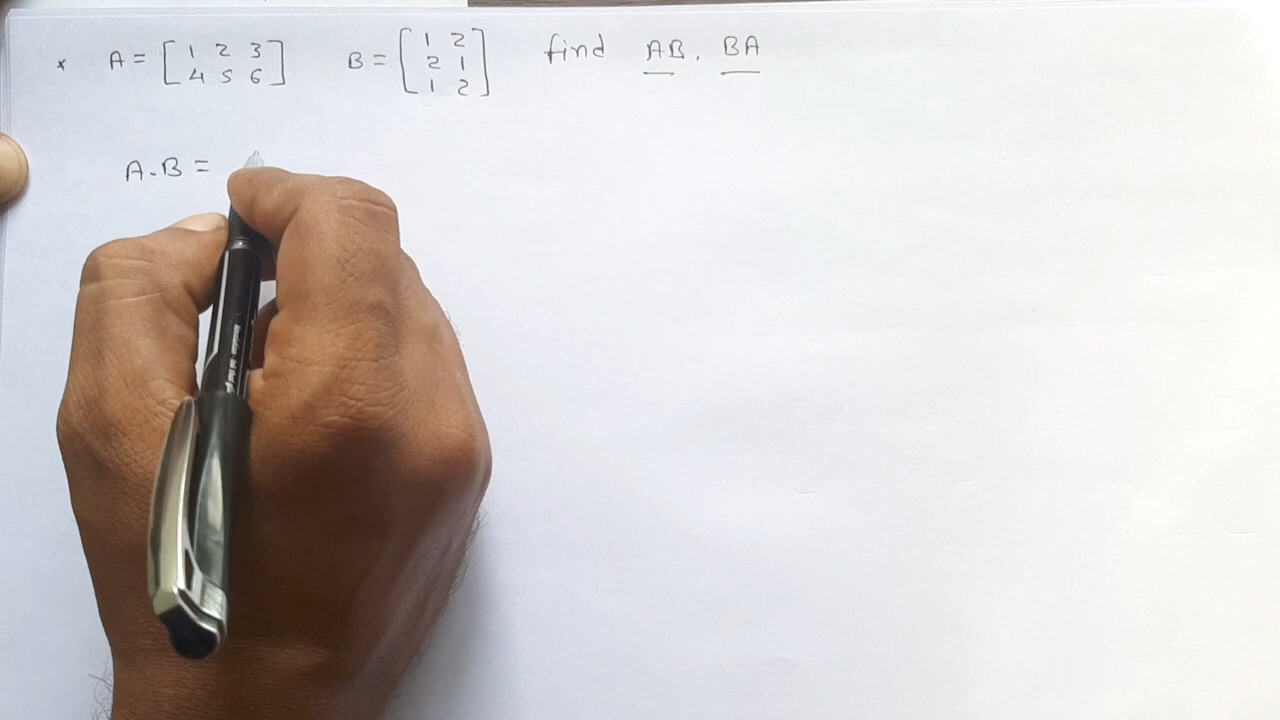 * A = [ 1 2 3 B = [ 1 2 find AB, BA
4 5 6 ] 2 1
1 2 ]
A.B =